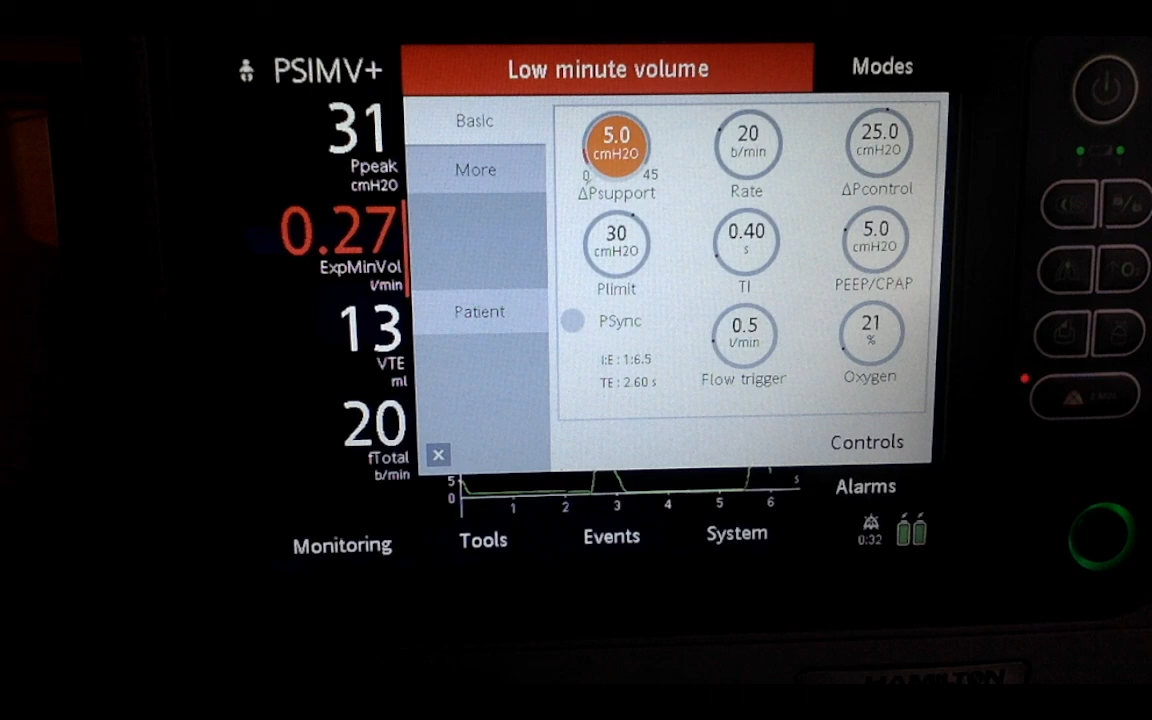 PSIMV+
Low minute volume
Modes
31
Ppeak
cmH2O
0.27
ExpMinVol
l/min
13
VTE
ml
20
fTotal
b/min
Basic
More
Patient
5.0
cmH2O
0 45
ΔPsupport
20
b/min
Rate
25.0
cmH2O
ΔPcontrol
30
cmH2O
Plimit
0.40
s
TI
5.0
cmH2O
PEEP/CPAP
PSync
I:E : 1:6.5
TE : 2.60 s
0.5
l/min
Flow trigger
21
%
Oxygen
Controls
5
0
1 2 3 4 5 6
s
Alarms
Monitoring
Tools
Events
System
0:32
HAMILTON